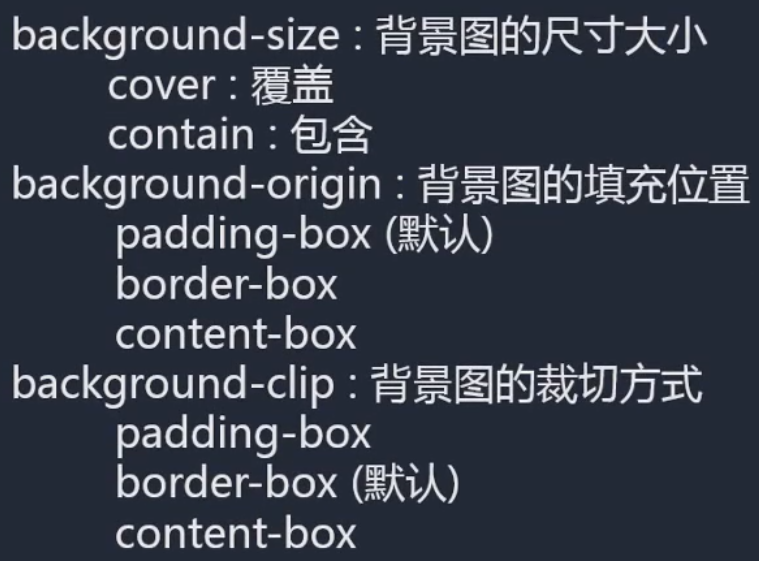 background-size : 背景图的尺寸大小
cover : 覆盖
contain : 包含
background-origin : 背景图的填充位置
padding-box (默认)
border-box
content-box
background-clip : 背景图的裁切方式
padding-box
border-box (默认)
content-box